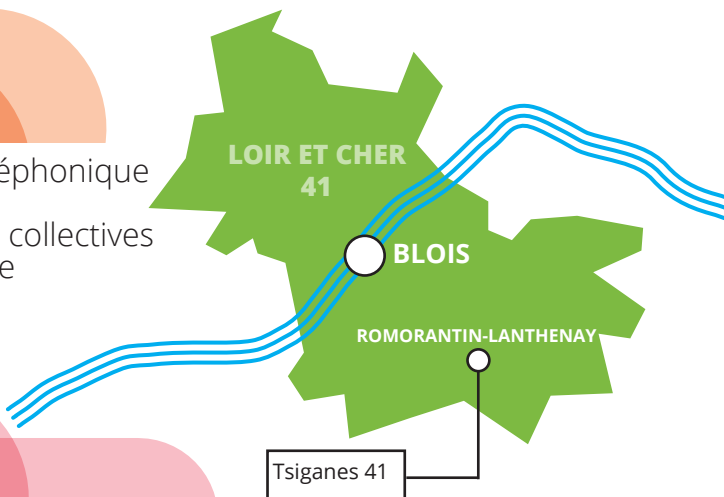 LOIR ET CHER
41
éphonique
collectives
e
BLOIS
ROMORANTIN-LANTHENAY
Tsiganes 41